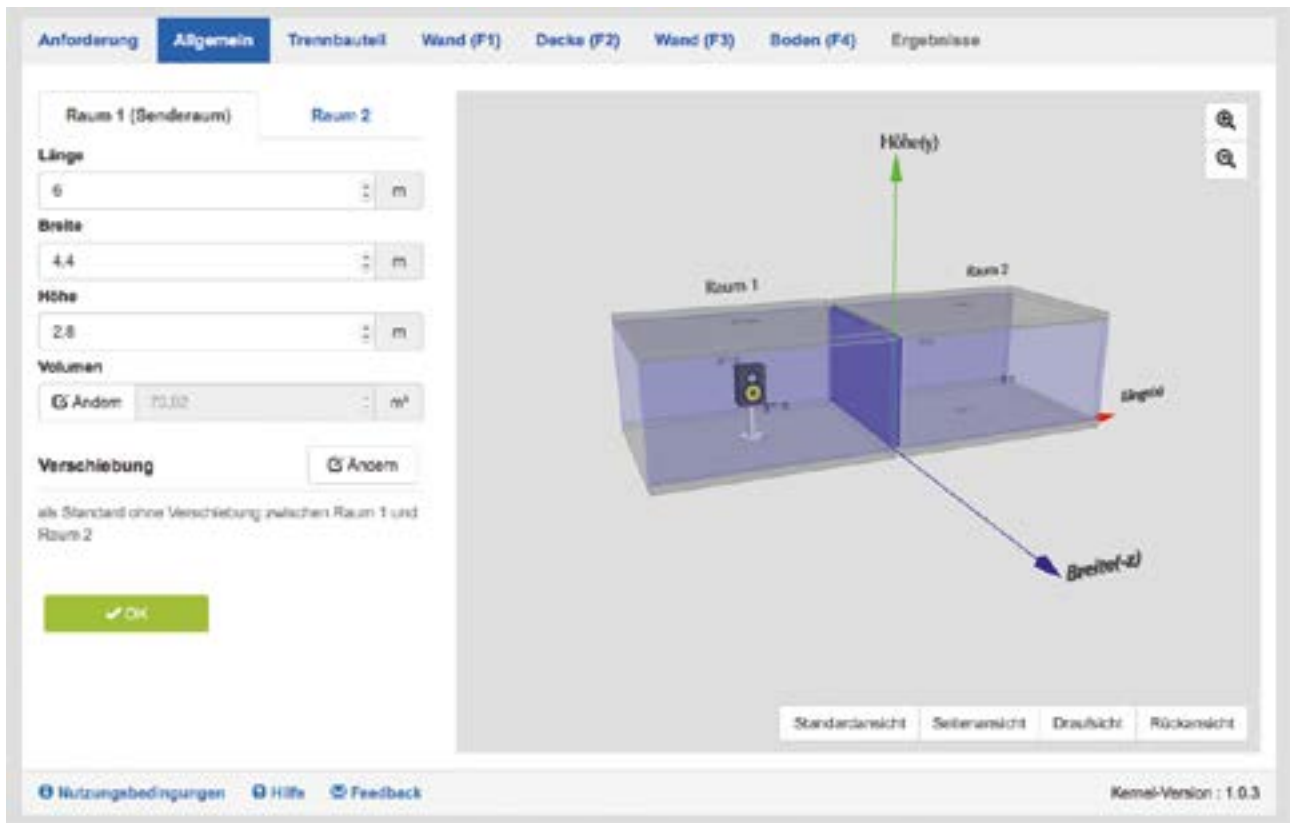 Anforderung Allgemein Trennbauteil Wand (F1) Decke (F2) Wand (F3) Boden (F4) Ergebnisse
Raum 1 (Senderaum) Raum 2
Länge
6 m
Breite
4.4 m
Höhe
2.8 m
Volumen
Ändern m³
Verschiebung Ändern
als Standard ohne Verschiebung zwischen Raum 1 und
Raum 2
OK
Höhe(y)
Raum 1
Raum 2
Länge(x)
Breite(-z)
Standardansicht Seitenansicht Draufsicht Rückansicht
Nutzungsbedingungen Hilfe Feedback
Kernel-Version : 1.0.3